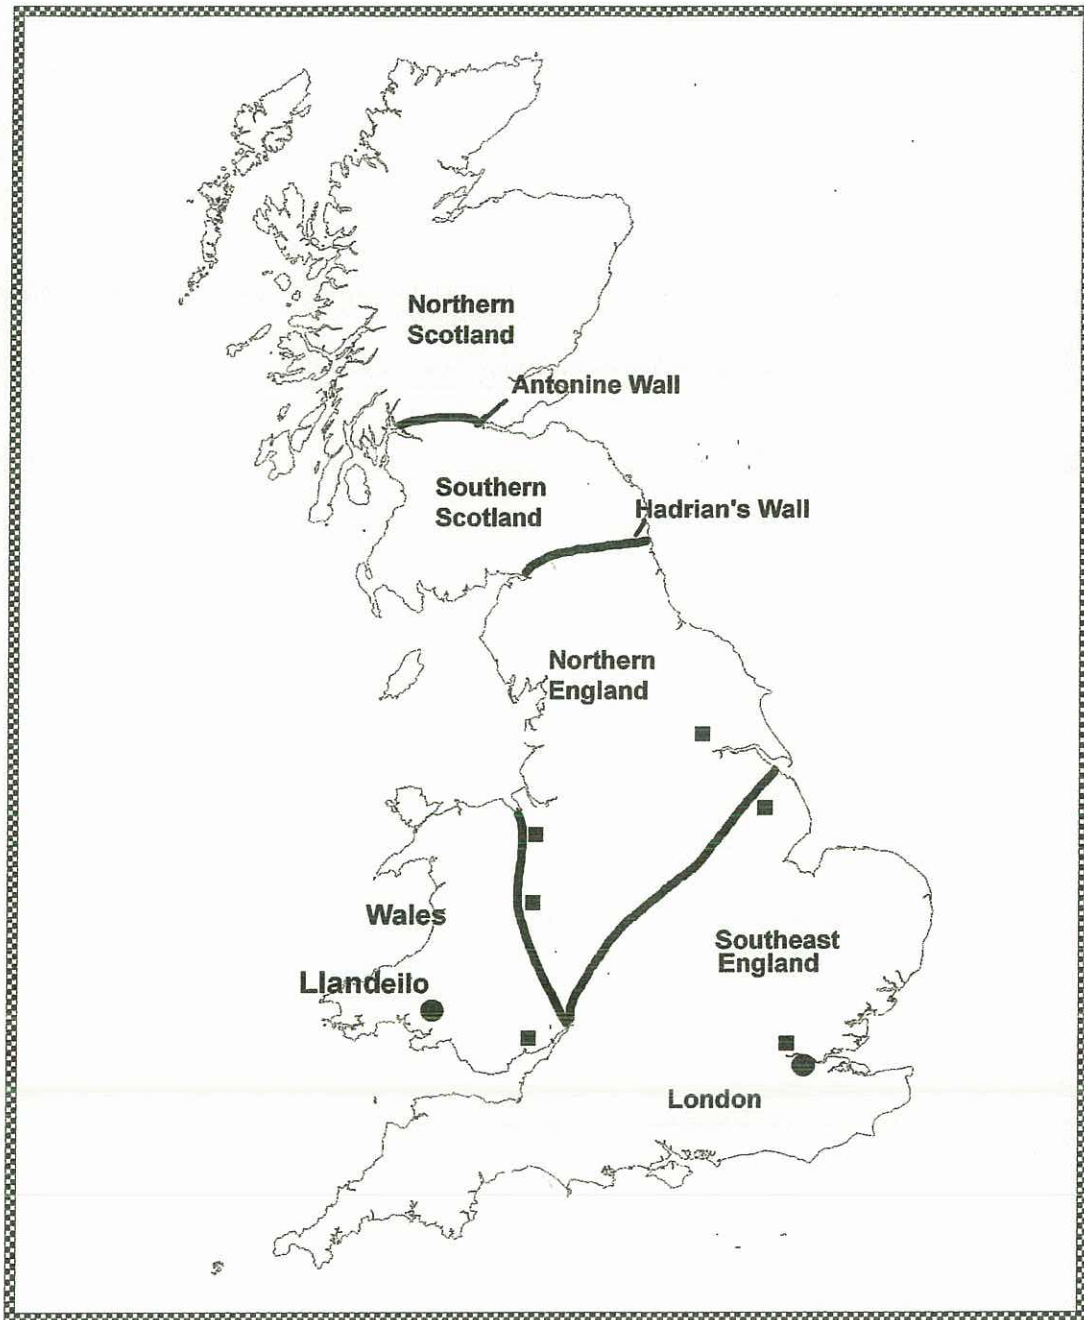 Northern
Scotland
Antonine Wall
Southern
Scotland
Hadrian's Wall
Northern
England
Wales
Southeast
England
Llandeilo
London